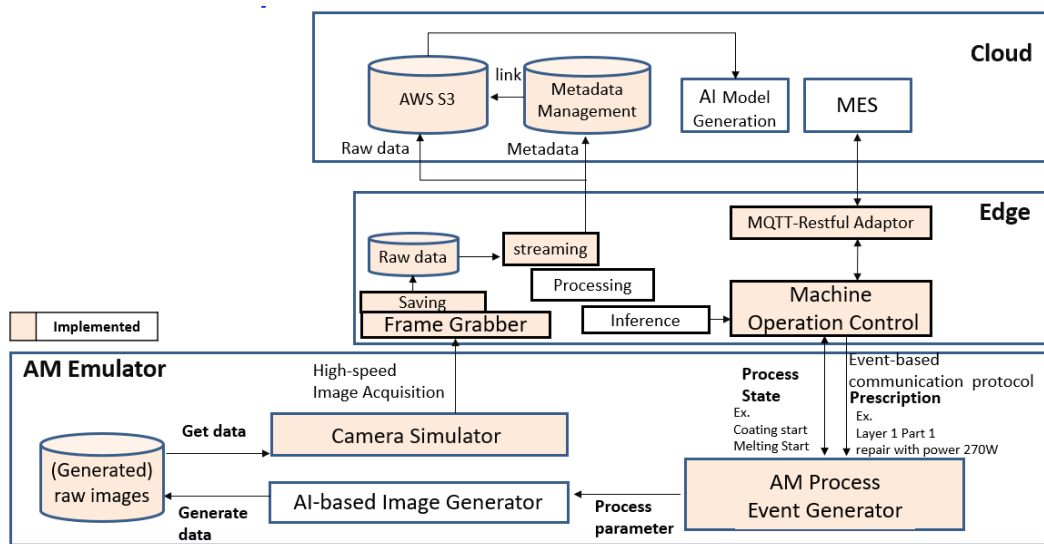 Cloud
link
AWS S3
Metadata
Management
AI Model
Generation
MES
Raw data
Metadata
Edge
MQTT-Restful Adaptor
Raw data
streaming
Processing
Saving
Frame Grabber
Inference
Machine
Operation Control
Implemented
AM Emulator
High-speed
Image Acquisition
Process
State
Ex.
Coating start
Melting Start
Event-based
communication protocol
Prescription
Ex.
Layer 1 Part 1
repair with power 270W
Get data
Camera Simulator
(Generated)
raw images
Generate
data
AI-based Image Generator
Process
parameter
AM Process
Event Generator